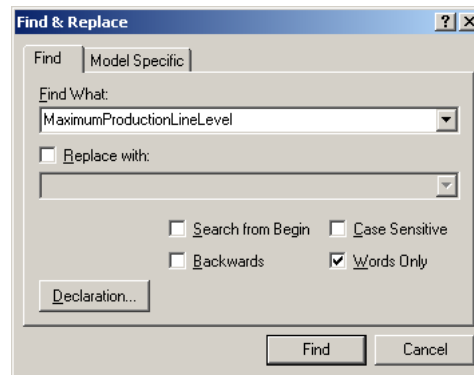 Find & Replace
Find Model Specific
Find What:
MaximumProductionLineLevel
Replace with:
Search from Begin Case Sensitive
Backwards Words Only
Declaration...
Find Cancel